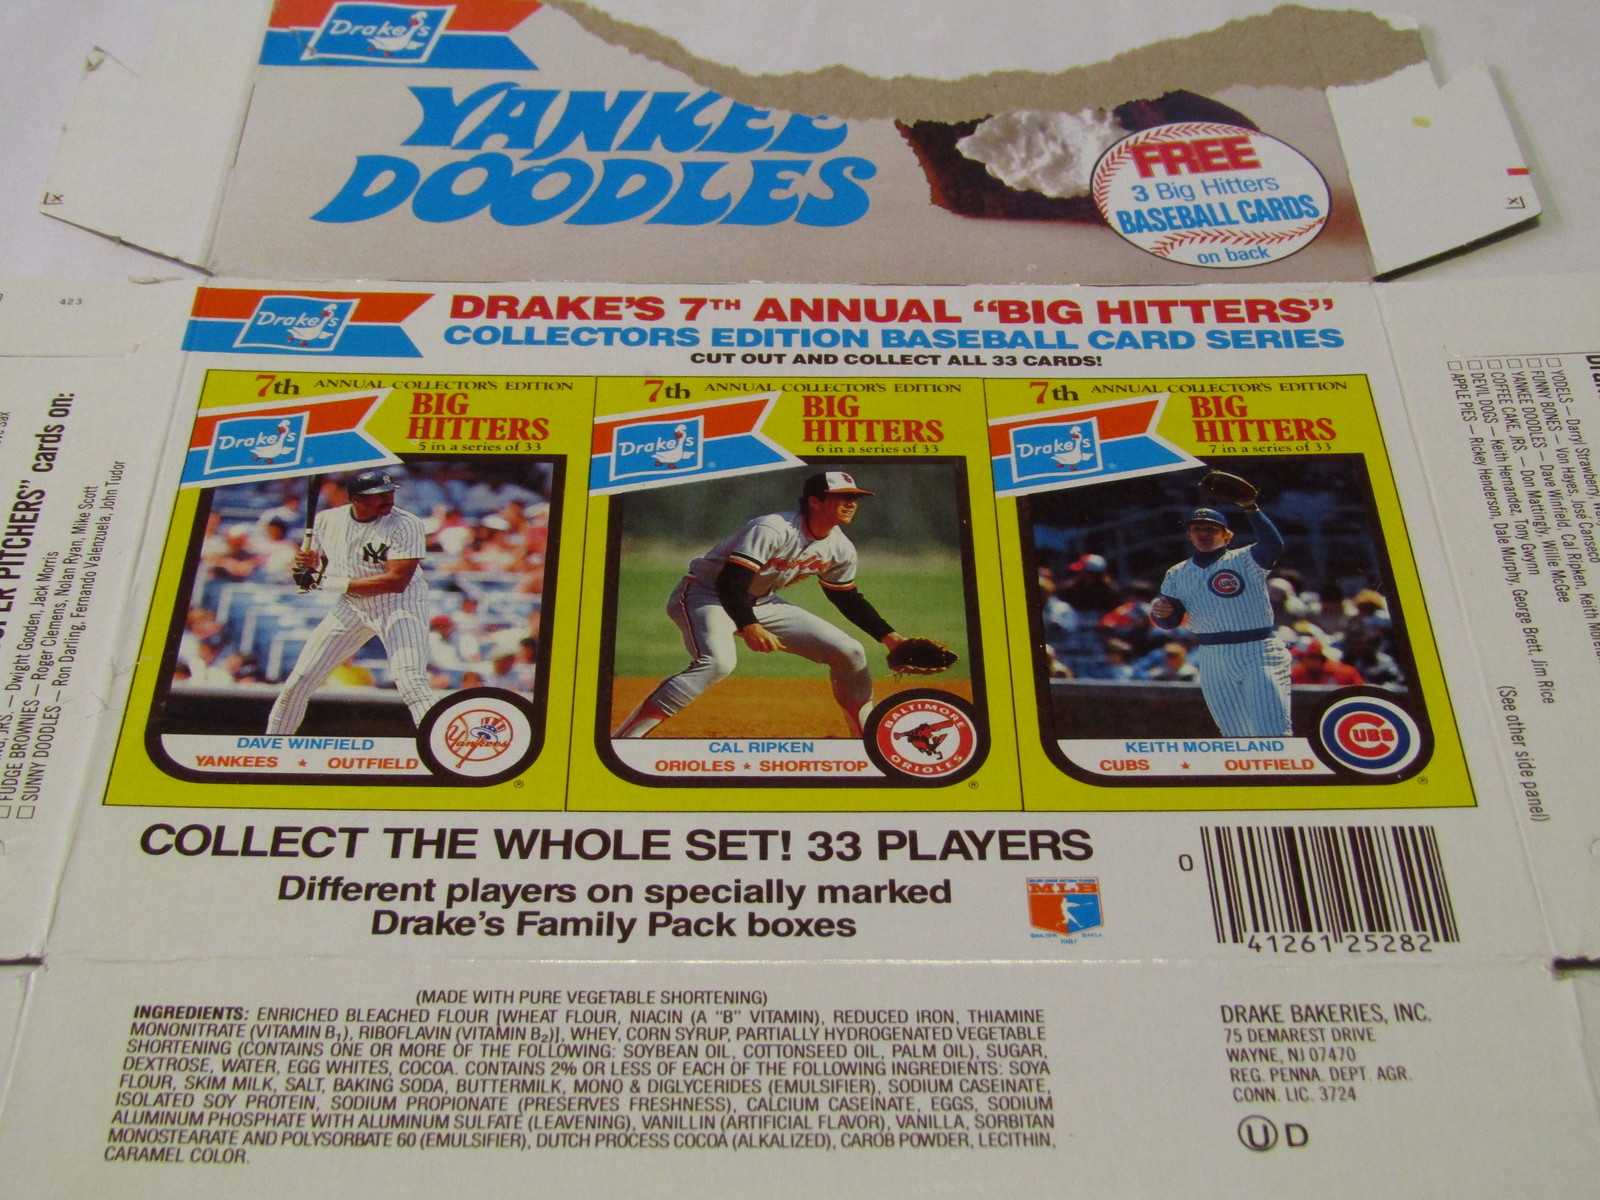 Drake's
YANKEE
DOODLES
FREE
3 Big Hitters
BASEBALL CARDS
on back
Drake's
DRAKE'S 7TH ANNUAL "BIG HITTERS"
COLLECTORS EDITION BASEBALL CARD SERIES
CUT OUT AND COLLECT ALL 33 CARDS!
7th ANNUAL COLLECTOR'S EDITION
Drake's ®
BIG
HITTERS
5 in a series of 33
DAVE WINFIELD
YANKEES ★ OUTFIELD
Yankees
®
7th ANNUAL COLLECTOR'S EDITION
Drake's ®
BIG
HITTERS
6 in a series of 33
CAL RIPKEN
ORIOLES ★ SHORTSTOP
BALTIMORE
ORIOLES
®
7th ANNUAL COLLECTOR'S EDITION
Drake's ®
BIG
HITTERS
7 in a series of 33
KEITH MORELAND
CUBS ★ OUTFIELD
CUBS
®
COLLECT THE WHOLE SET! 33 PLAYERS
Different players on specially marked
Drake's Family Pack boxes
MLB
0 41261 25282
(MADE WITH PURE VEGETABLE SHORTENING)
INGREDIENTS: ENRICHED BLEACHED FLOUR [WHEAT FLOUR, NIACIN (A "B" VITAMIN), REDUCED IRON, THIAMINE
MONONITRATE (VITAMIN B1), RIBOFLAVIN (VITAMIN B2)], WHEY, CORN SYRUP, PARTIALLY HYDROGENATED VEGETABLE
SHORTENING (CONTAINS ONE OR MORE OF THE FOLLOWING: SOYBEAN OIL, COTTONSEED OIL, PALM OIL), SUGAR,
DEXTROSE, WATER, EGG WHITES, COCOA. CONTAINS 2% OR LESS OF EACH OF THE FOLLOWING INGREDIENTS: SOYA
FLOUR, SKIM MILK, SALT, BAKING SODA, BUTTERMILK, MONO & DIGLYCERIDES (EMULSIFIER), SODIUM CASEINATE,
ISOLATED SOY PROTEIN, SODIUM PROPIONATE (PRESERVES FRESHNESS), CALCIUM CASEINATE, EGGS, SODIUM
ALUMINUM PHOSPHATE WITH ALUMINUM SULFATE (LEAVENING), VANILLIN (ARTIFICIAL FLAVOR), VANILLA, SORBITAN
MONOSTEARATE AND POLYSORBATE 60 (EMULSIFIER), DUTCH PROCESS COCOA (ALKALIZED), CAROB POWDER, LECITHIN,
CARAMEL COLOR.
DRAKE BAKERIES, INC.
75 DEMAREST DRIVE
WAYNE, NJ 07470
REG. PENNA. DEPT. AGR.
CONN. LIC. 3724
U D
423
PITCHERS" cards on:
JRS. — Dwight Gooden, Jack Morris
FUDGE BROWNIES — Roger Clemens, Nolan Ryan, Mike Scott
SUNNY DOODLES — Ron Darling, Fernando Valenzuela, John Tudor
YODELS — Darryl Strawberry,
FUNNY BONES — Von Hayes, José Canseco
YANKEE DOODLES — Dave Winfield, Cal Ripken, Keith
COFFEE CAKE JRS. — Don Mattingly, Willie McGee
DEVIL DOGS — Keith Hernandez, Tony Gwynn
APPLE PIES — Rickey Henderson, Dale Murphy, George Brett, Jim Rice
(See other side panel)